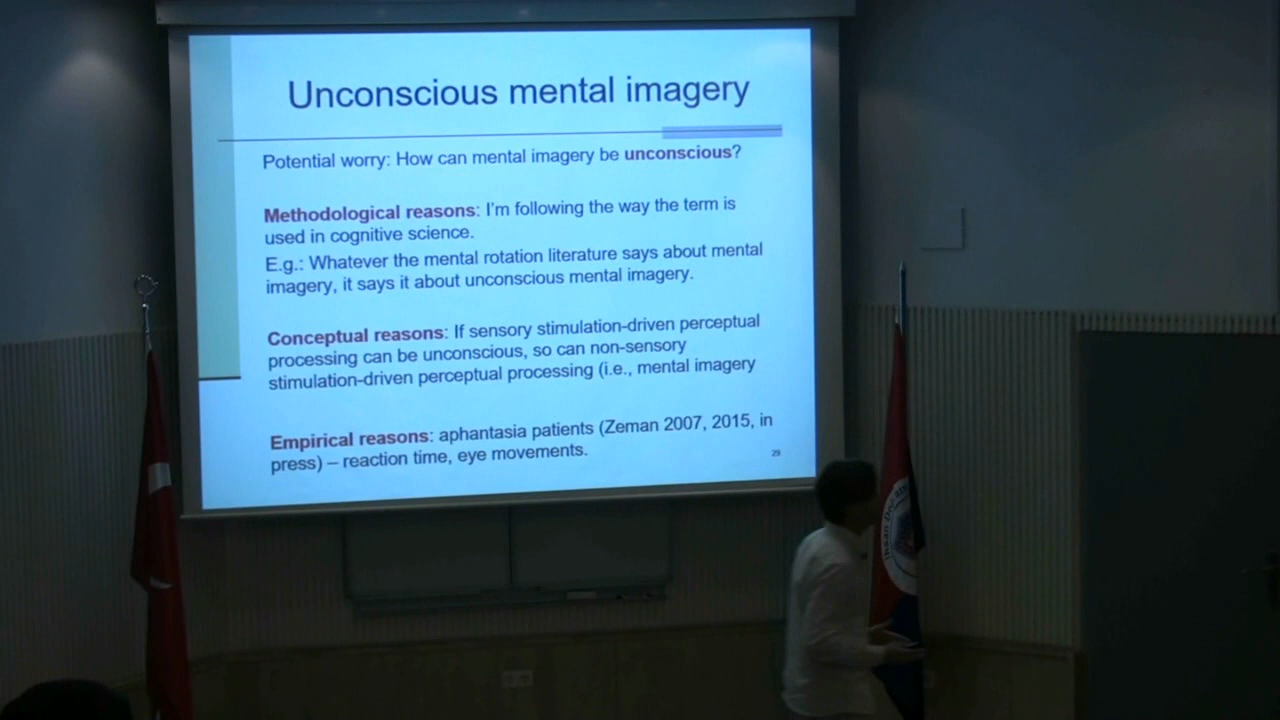 Unconscious mental imagery
Potential worry: How can mental imagery be unconscious?
Methodological reasons: I'm following the way the term is
used in cognitive science.
E.g.: Whatever the mental rotation literature says about mental
imagery, it says it about unconscious mental imagery.
Conceptual reasons: If sensory stimulation-driven perceptual
processing can be unconscious, so can non-sensory
stimulation-driven perceptual processing (i.e., mental imagery
Empirical reasons: aphantasia patients (Zeman 2007, 2015, in
press) – reaction time, eye movements.
29